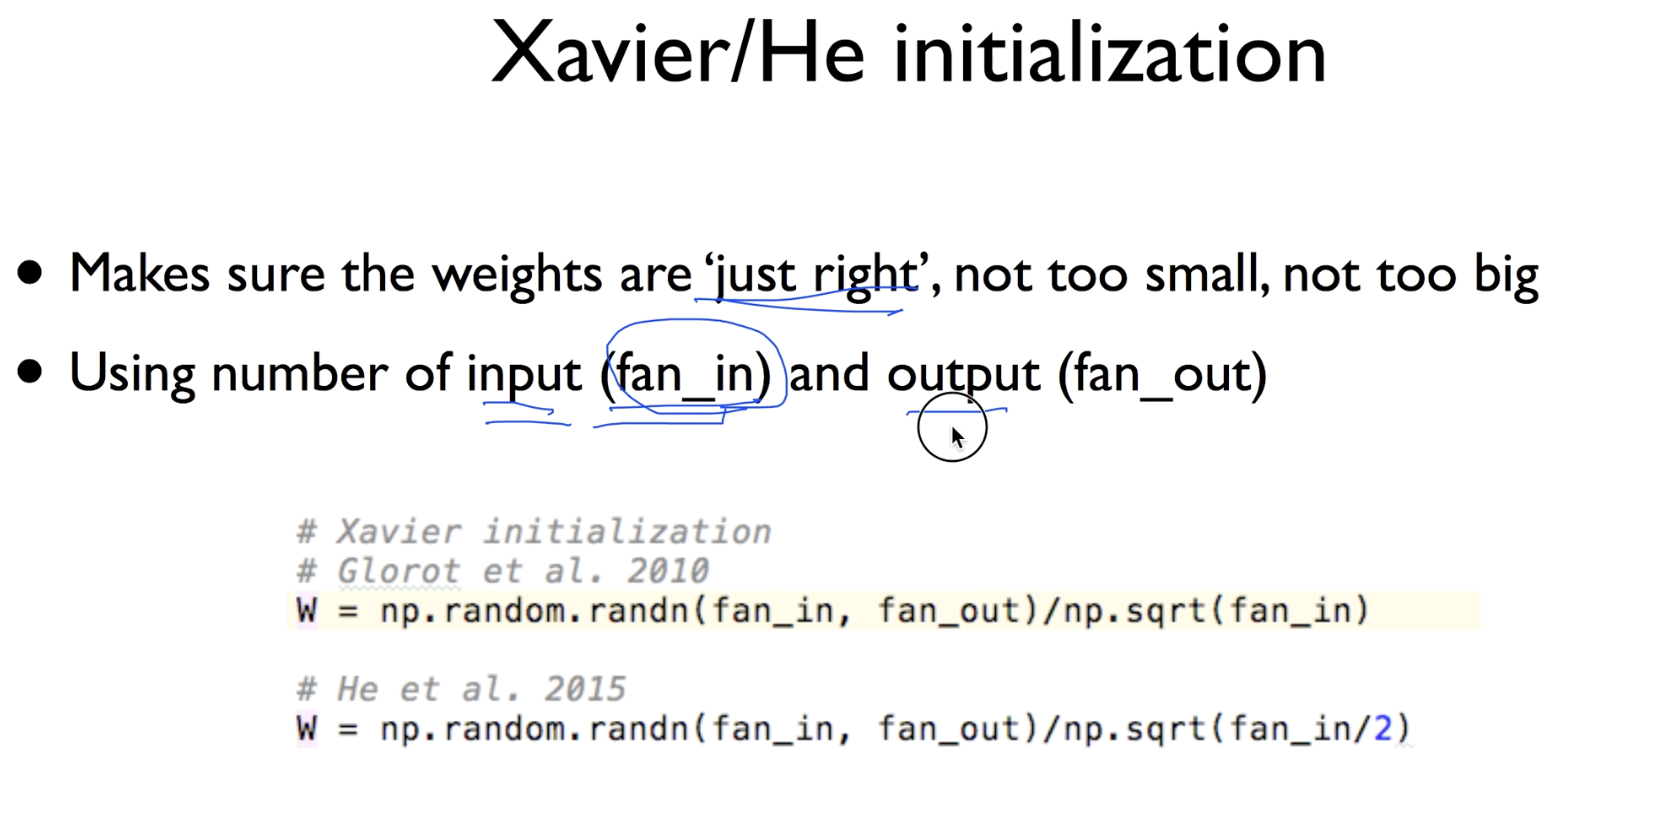 Xavier/He initialization
• Makes sure the weights are ‘just right’, not too small, not too big
• Using number of input (fan_in) and output (fan_out)
# Xavier initialization
# Glorot et al. 2010
W = np.random.randn(fan_in, fan_out)/np.sqrt(fan_in)
# He et al. 2015
W = np.random.randn(fan_in, fan_out)/np.sqrt(fan_in/2)